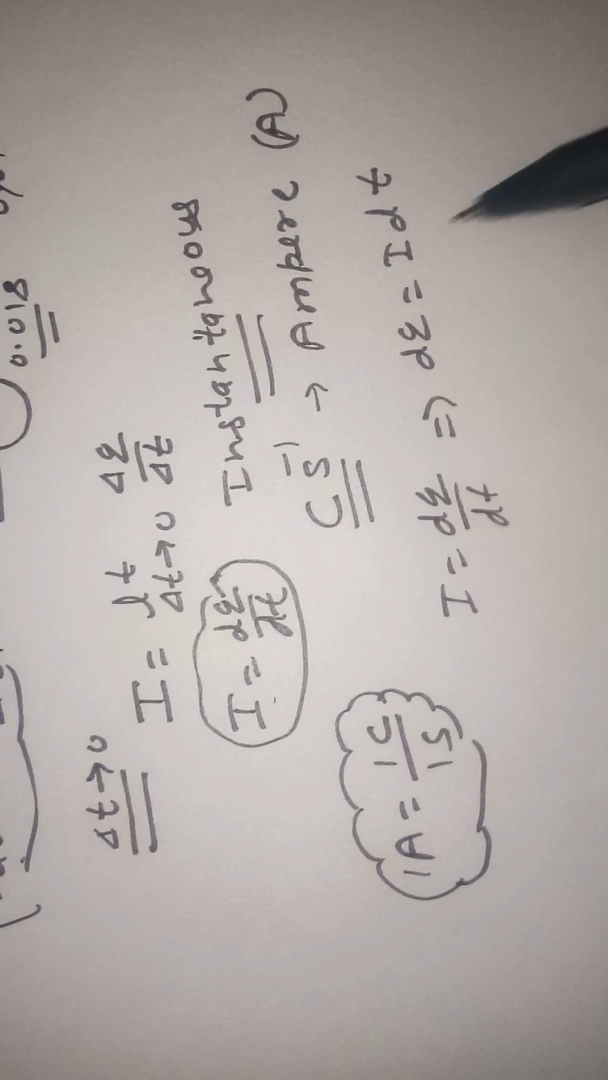 0.018
Δt→0
I = lt Δt→0 Δq/Δt
I = dq/dt Instantaneous
C S⁻¹ → Ampere (A)
1A = 1C/1S
I = dq/dt ⇒ dq = I dt